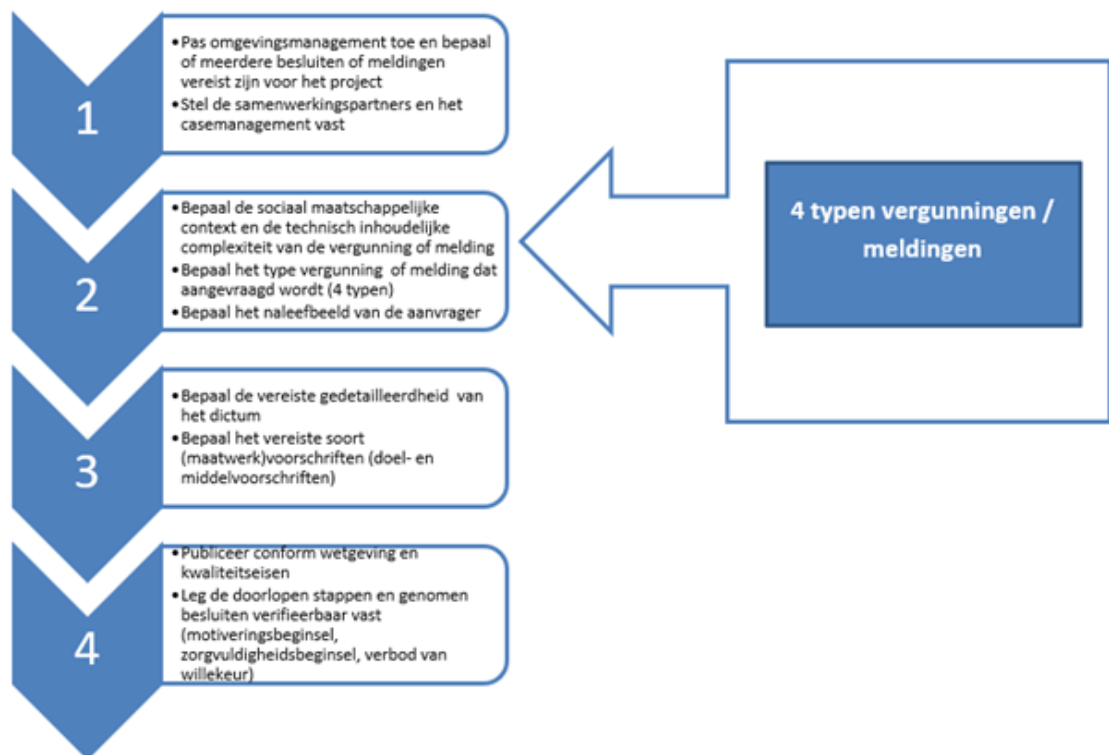 1
• Pas omgevingsmanagement toe en bepaal
of meerdere besluiten of meldingen
vereist zijn voor het project
• Stel de samenwerkingspartners en het
casemanagement vast
2
• Bepaal de sociaal maatschappelijke
context en de technisch inhoudelijke
complexiteit van de vergunning of melding
• Bepaal het type vergunning of melding dat
aangevraagd wordt (4 typen)
• Bepaal het naleefbeeld van de aanvrager
4 typen vergunningen /
meldingen
3
• Bepaal de vereiste gedetailleerdheid van
het dictum
• Bepaal het vereiste soort
(maatwerk)voorschriften (doel- en
middelvoorschriften)
4
• Publiceer conform wetgeving en
kwaliteitseisen
• Leg de doorlopen stappen en genomen
besluiten verifieerbaar vast
(motiveringsbeginsel,
zorgvuldigheidsbeginsel, verbod van
willekeur)